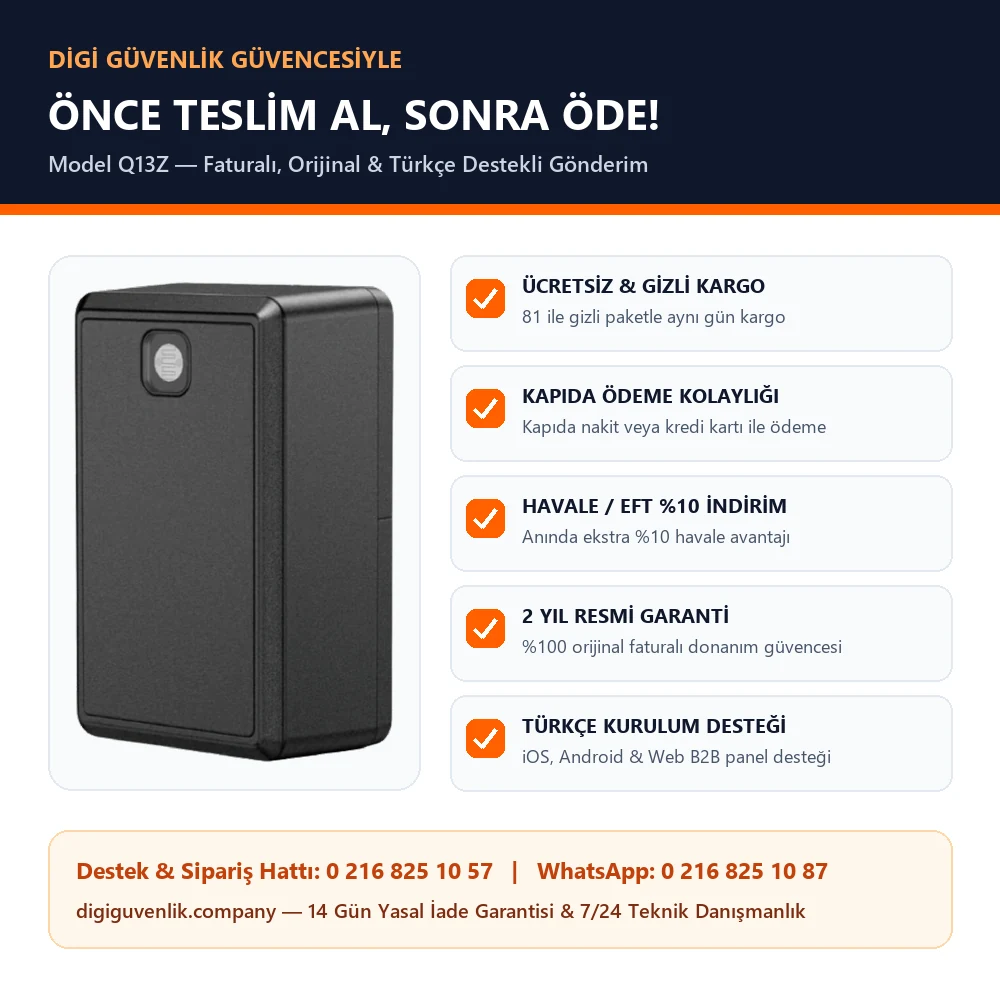 DİGİ GÜVENLİK GÜVENCESİYLE
ÖNCE TESLİM AL, SONRA ÖDE!
Model Q13Z — Faturalı, Orijinal & Türkçe Destekli Gönderim
ÜCRETSİZ & GİZLİ KARGO
81 ile gizli paketle aynı gün kargo
KAPIDA ÖDEME KOLAYLIĞI
Kapıda nakit veya kredi kartı ile ödeme
HAVALE / EFT %10 İNDİRİM
Anında ekstra %10 havale avantajı
2 YIL RESMİ GARANTİ
%100 orijinal faturalı donanım güvencesi
TÜRKÇE KURULUM DESTEĞİ
iOS, Android & Web B2B panel desteği
Destek & Sipariş Hattı: 0 216 825 10 57 | WhatsApp: 0 216 825 10 87
digiguvenlik.company — 14 Gün Yasal İade Garantisi & 7/24 Teknik Danışmanlık